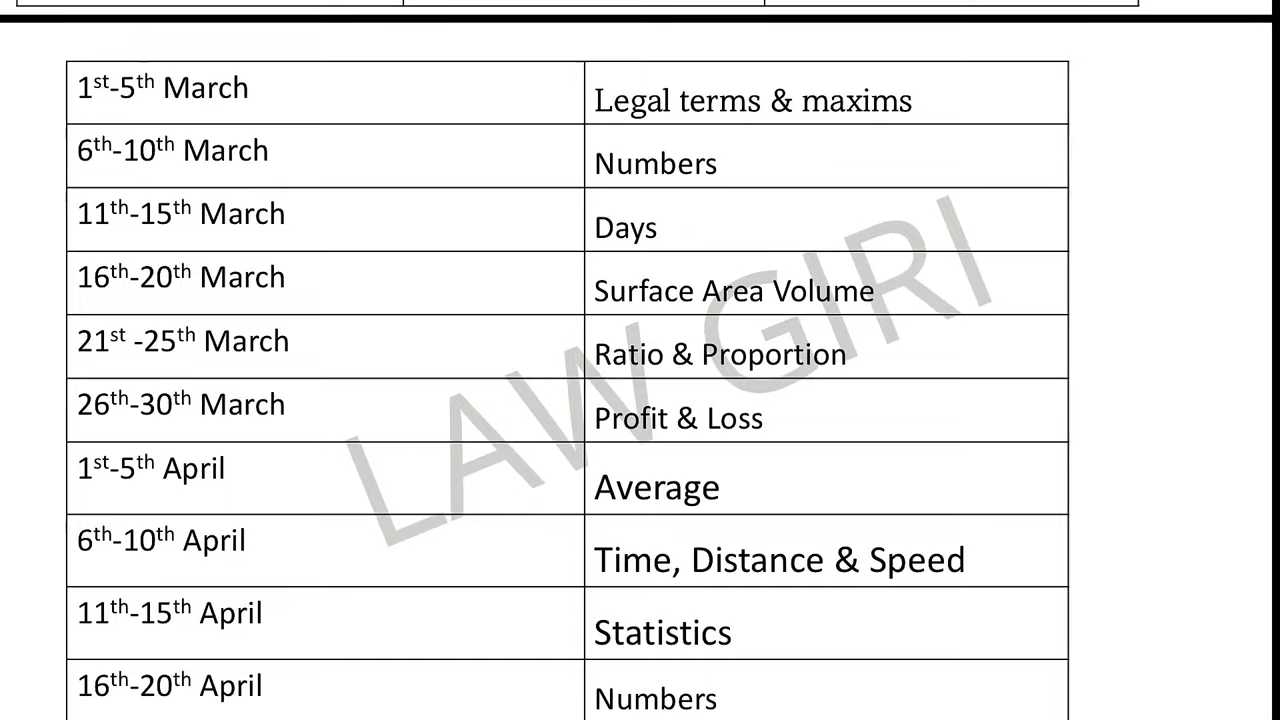 1st-5th March
Legal terms & maxims
6th-10th March
Numbers
11th-15th March
Days
16th-20th March
Surface Area Volume
21st -25th March
Ratio & Proportion
26th-30th March
Profit & Loss
1st-5th April
Average
6th-10th April
Time, Distance & Speed
11th-15th April
Statistics
16th-20th April
Numbers
LAW GIRI